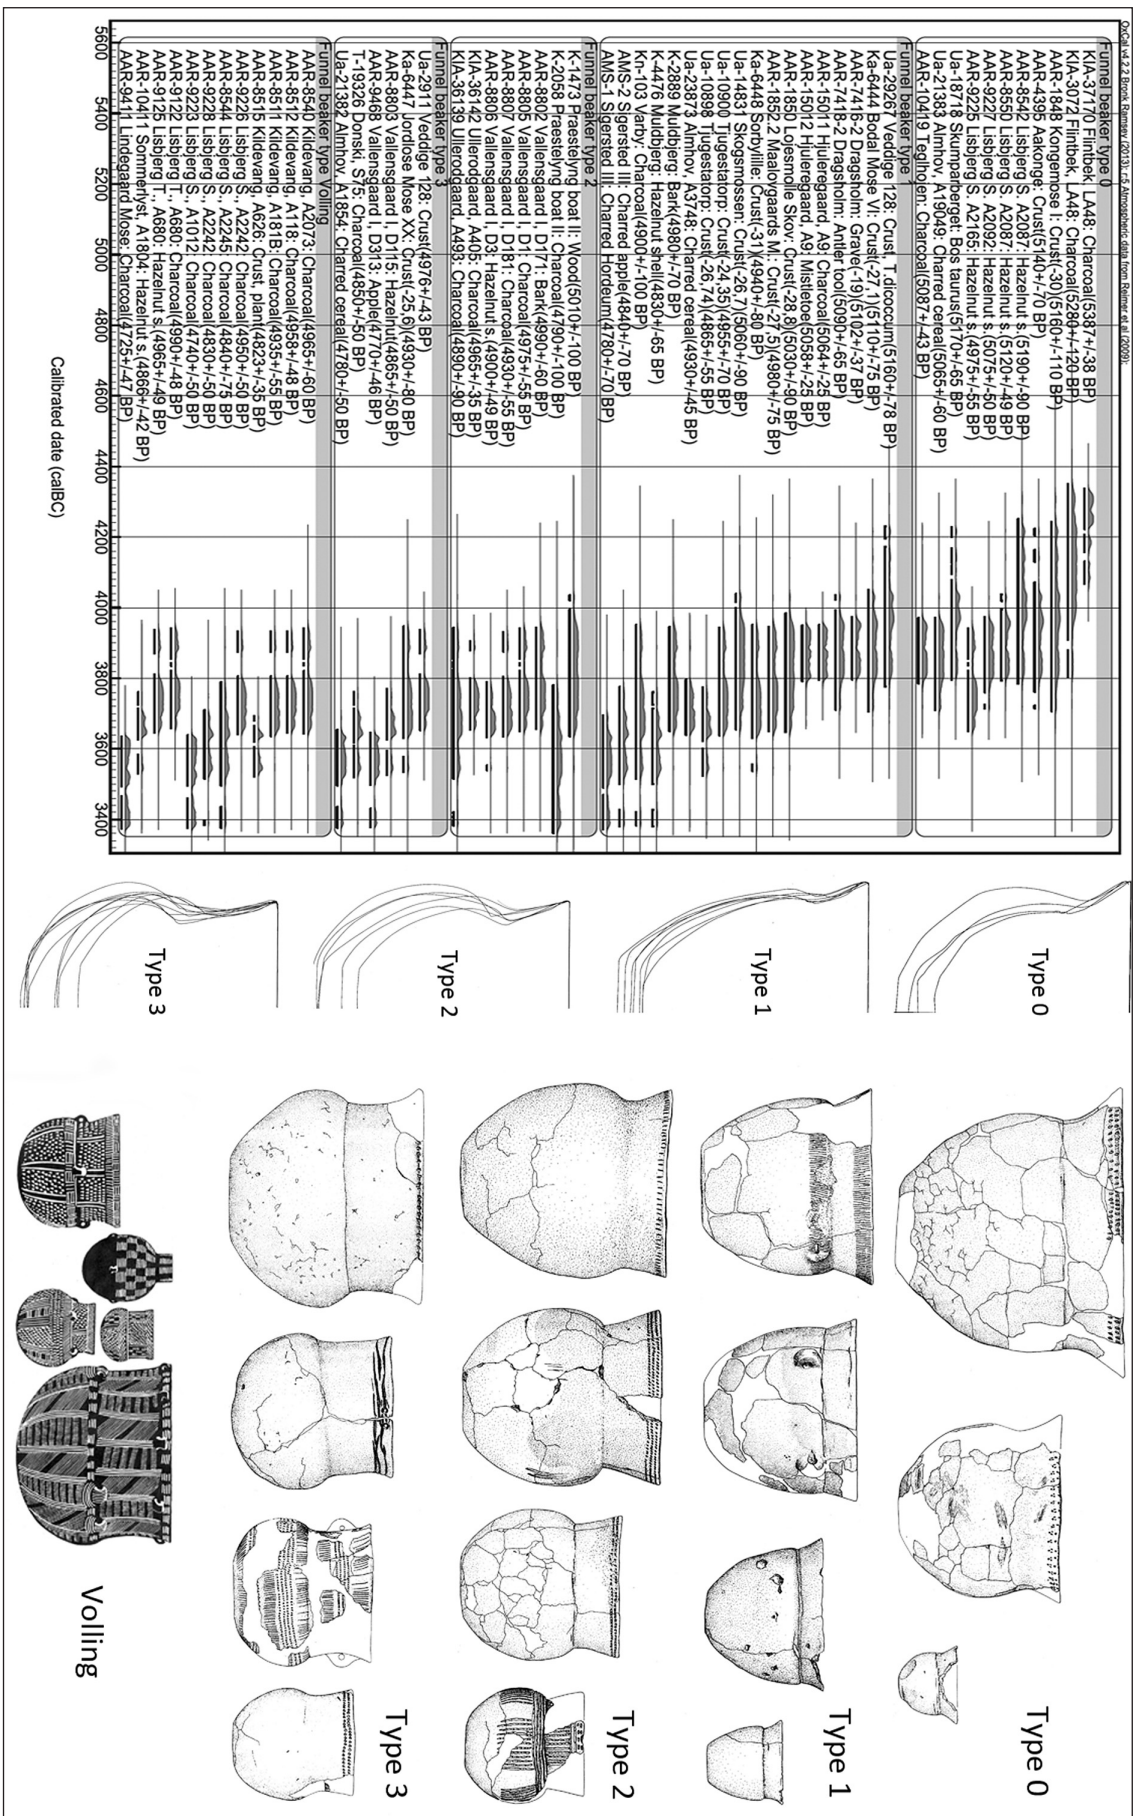 OxCal v4.2.2 Bronk Ramsey (2013); r:5 Atmospheric data from Reimer et al (2009);
Funnel beaker type 0
KIA-37170 Flintbek, LA48: Charcoal(5387+/-38 BP)
KIA-3072 Flintbek, LA48: Charcoal(5280+/-120 BP)
AAR-1848 Kongemose I: Crust(-30)(5160+/-110 BP)
AAR-4395 Aakonge: Crust(5140+/-70 BP)
AAR-8542 Lisbjerg S. A2087: Hazelnut s.(5190+/-90 BP)
AAR-8550 Lisbjerg S. A2087: Hazelnut s.(5120+/-49 BP)
AAR-9227 Lisbjerg S. A2092: Hazelnut s.(5075+/-50 BP)
AAR-9225 Lisbjerg S. A2165: Hazelnut s.(4975+/-55 BP)
Ua-18718 Skumparberget: Bos taurus(5170+/-65 BP)
Ua-21383 Almhov, A19049: Charred cereal(5065+/-60 BP)
AAR-10419 Teglhoejen: Charcoal(5087+/-43 BP)
Funnel beaker type 1
Ua-29267 Veddige 128: Crust, T.dicoccum(5160+/-78 BP)
Ka-6444 Bodal Mose VI: Crust(-27,1)(5110+/-75 BP)
AAR-7416-2 Dragsholm: Grave(-19)(5102+/-37 BP)
AAR-7418-2 Dragsholm: Antler tool(5090+/-65 BP)
AAR-15011 Hjuleregaard, A9: Charcoal(5064+/-25 BP)
AAR-15012 Hjuleregaard, A9: Mistletoe(5058+/-25 BP)
AAR-1850 Lojesmolle Skov: Crust(-28,8)(5030+/-90 BP)
AAR-1852.2 Maaloevgaards M.: Crust(-27,5)(4980+/-75 BP)
Ka-6448 Sorbylille: Crust(-31)(4940+/-80 BP)
Ua-14831 Skogsmossen: Crust(-26,7)(5060+/-90 BP)
Ua-10900 Tjugestatorp: Crust(-24,35)(4955+/-70 BP)
Ua-10898 Tjugestatorp: Crust(-26,74)(4865+/-55 BP)
Ua-23873 Almhov, A3748: Charred cereal(4930+/-45 BP)
K-2889 Muldbjerg: Bark(4980+/-70 BP)
K-4476 Muldbjerg: Hazelnut shell(4830+/-65 BP)
Kn-103 Varby: Charcoal(4900+/-100 BP)
AMS-2 Sigersted III: Charred apple(4840+/-70 BP)
AMS-1 Sigersted III: Charred Hordeum(4780+/-70 BP)
Funnel beaker type 2
K-1473 Praestelyng boat II: Wood(5010+/-100 BP)
K-2058 Praestelyng boat II: Charcoal(4790+/-100 BP)
AAR-8802 Vallensgaard I, D71: Bark(4990+/-60 BP)
AAR-8805 Vallensgaard I, D1: Charcoal(4975+/-55 BP)
AAR-8807 Vallensgaard I, D181: Charcoal(4930+/-55 BP)
AAR-8806 Vallensgaard I, D3: Hazelnut s.(4900+/-49 BP)
KIA-36142 Ullerodgaard, A405: Charcoal(4965+/-35 BP)
KIA-36139 Ullerodgaard, A493: Charcoal(4890+/-90 BP)
Funnel beaker type 3
Ua-2911 Veddige 128: Crust(4976+/-43 BP)
Ka-6447 Jordlose Mose XX: Crust(-25,6)(4930+/-80 BP)
AAR-8803 Vallensgaard I, D115: Hazelnut(4865+/-50 BP)
AAR-9468 Vallensgaard I, D313: Apple(4770+/-46 BP)
T-19326 Donski, S75: Charcoal(4850+/-50 BP)
Ua-21382 Almhov, A1854: Charred cereal(4780+/-50 BP)
Funnel beaker type Volling
AAR-8540 Kildevang, A2073: Charcoal(4965+/-60 BP)
AAR-8512 Kildevang, A118: Charcoal(4958+/-48 BP)
AAR-8511 Kildevang, A181B: Charcoal(4935+/-55 BP)
AAR-8515 Kildevang, A626: Crust, plant(4823+/-35 BP)
AAR-9226 Lisbjerg S., A2242: Charcoal(4950+/-50 BP)
AAR-8544 Lisbjerg S., A2245: Charcoal(4840+/-75 BP)
AAR-9228 Lisbjerg S., A2242: Charcoal(4830+/-50 BP)
AAR-9223 Lisbjerg S., A1012: Charcoal(4740+/-50 BP)
AAR-9122 Lisbjerg T., A680: Charcoal(4990+/-48 BP)
AAR-9125 Lisbjerg T., A680: Hazelnut s.(4965+/-49 BP)
AAR-10411 Sommerlyst, A1804: Hazelnut s.(4866+/-42 BP)
AAR-9411 Lindegaard Mose: Charcoal(4725+/-47 BP)
5600 5400 5200 5000 4800 4600 4400 4200 4000 3800 3600 3400
Calibrated date (calBC)
Type 0
Type 1
Type 2
Type 3
Type 0
Type 1
Type 2
Type 3
Volling